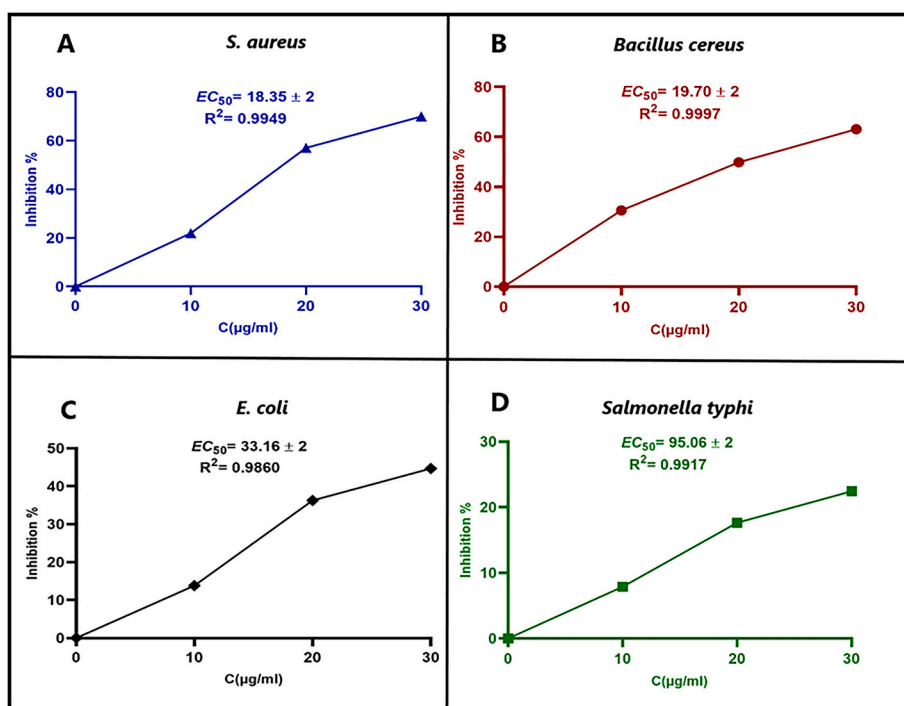 A
S. aureus
EC50= 18.35 ± 2
R2= 0.9949
80
60
40
20
0
Inhibition %
0 10 20 30
C(µg/ml)
B
Bacillus cereus
EC50= 19.70 ± 2
R2= 0.9997
80
60
40
20
0
Inhibition %
0 10 20 30
C(µg/ml)
C
E. coli
EC50= 33.16 ± 2
R2= 0.9860
50
40
30
20
10
0
Inhibition %
0 10 20 30
C(µg/ml)
D
Salmonella typhi
EC50= 95.06 ± 2
R2= 0.9917
30
20
10
0
Inhibition %
0 10 20 30
C(µg/ml)